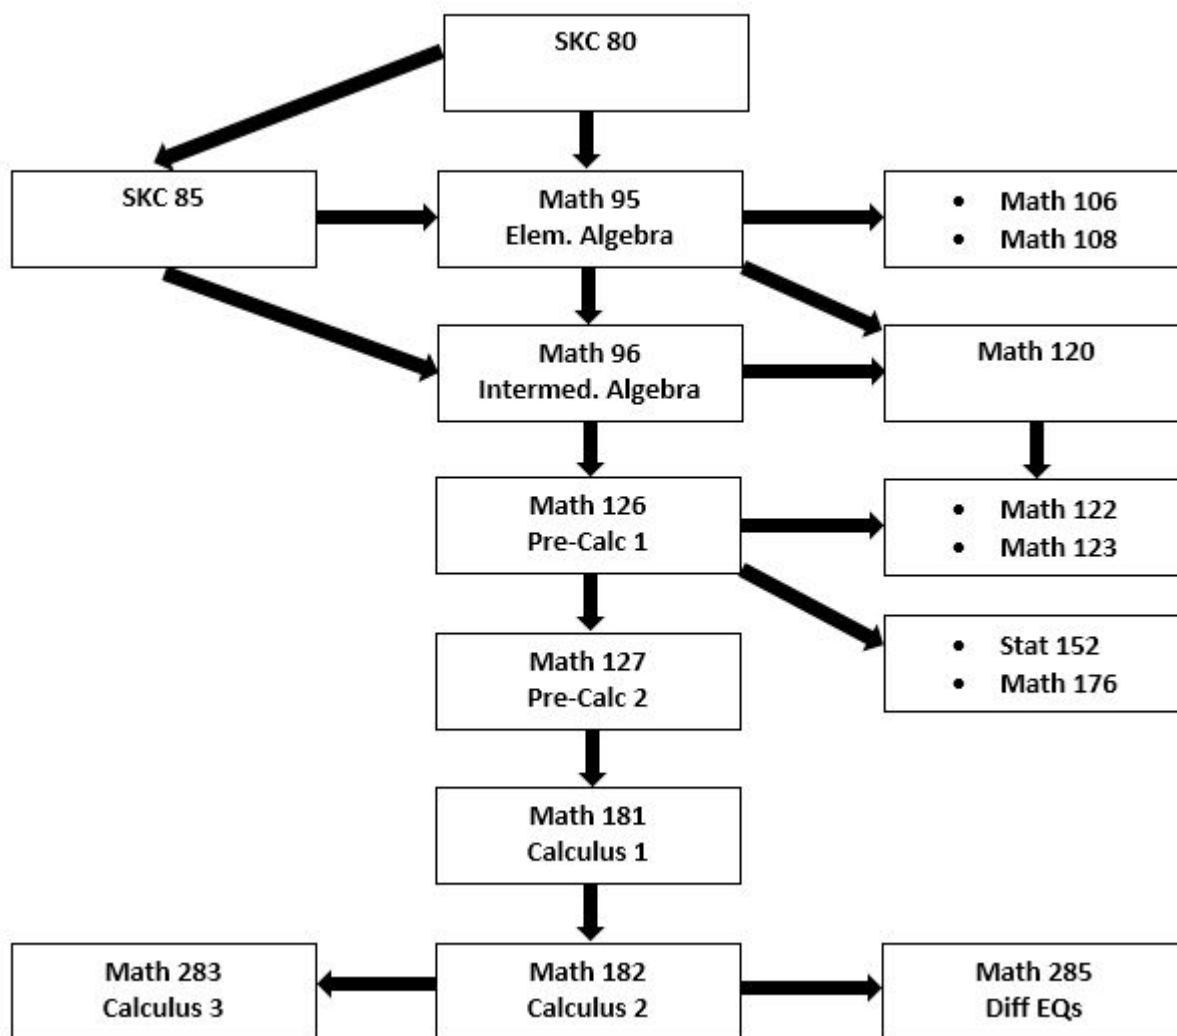 SKC 80
SKC 85
Math 95
Elem. Algebra
• Math 106
• Math 108
Math 96
Intermed. Algebra
Math 120
Math 126
Pre-Calc 1
• Math 122
• Math 123
Math 127
Pre-Calc 2
• Stat 152
• Math 176
Math 181
Calculus 1
Math 283
Calculus 3
Math 182
Calculus 2
Math 285
Diff EQs